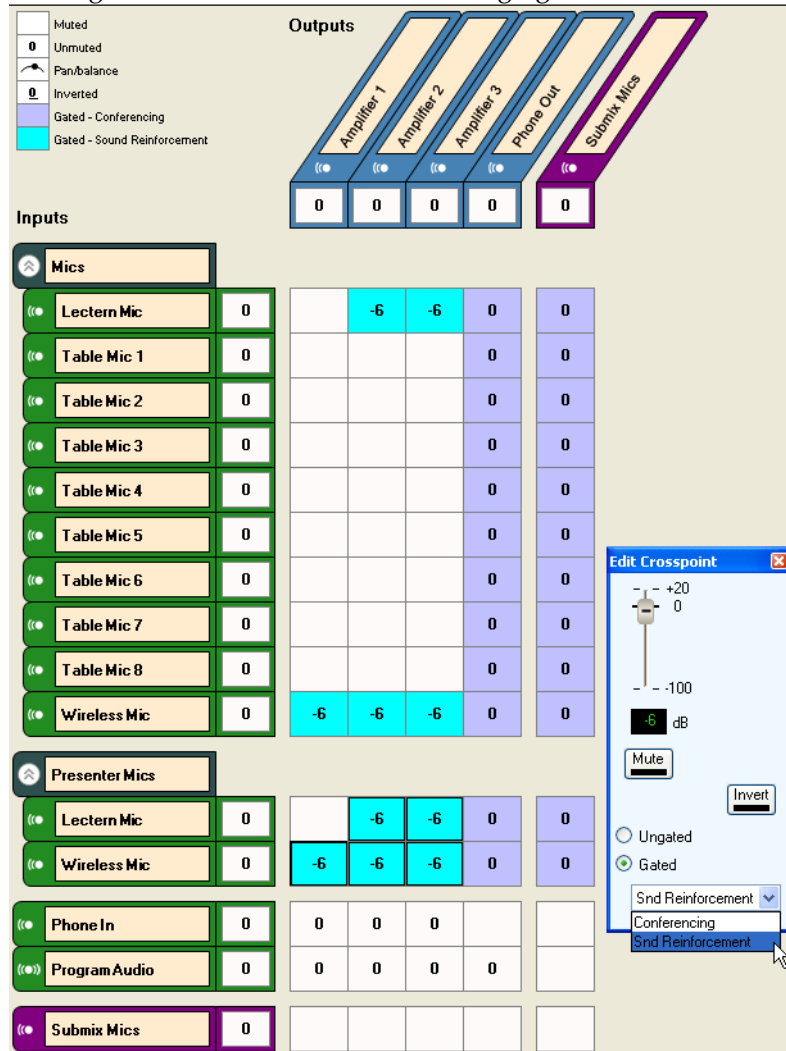 Muted
Outputs
0 Unmuted
Pan/balance
0 Inverted
Gated - Conferencing
Gated - Sound Reinforcement
Amplifier 1
Amplifier 2
Amplifier 3
Phone Out
Submix Mics
0 0 0 0 0
Inputs
Mics
Lectern Mic 0 -6 -6 0 0
Table Mic 1 0 0 0
Table Mic 2 0 0 0
Table Mic 3 0 0 0
Table Mic 4 0 0 0
Table Mic 5 0 0 0
Table Mic 6 0 0 0
Table Mic 7 0 0 0
Table Mic 8 0 0 0
Wireless Mic 0 -6 -6 -6 0 0
Presenter Mics
Lectern Mic 0 -6 -6 0 0
Wireless Mic 0 -6 -6 -6 0 0
Phone In 0 0 0 0
Program Audio 0 0 0 0 0
Submix Mics 0
Edit Crosspoint
+20
0
-100
-6 dB
Mute
Invert
Ungated
Gated
Snd Reinforcement
Conferencing
Snd Reinforcement